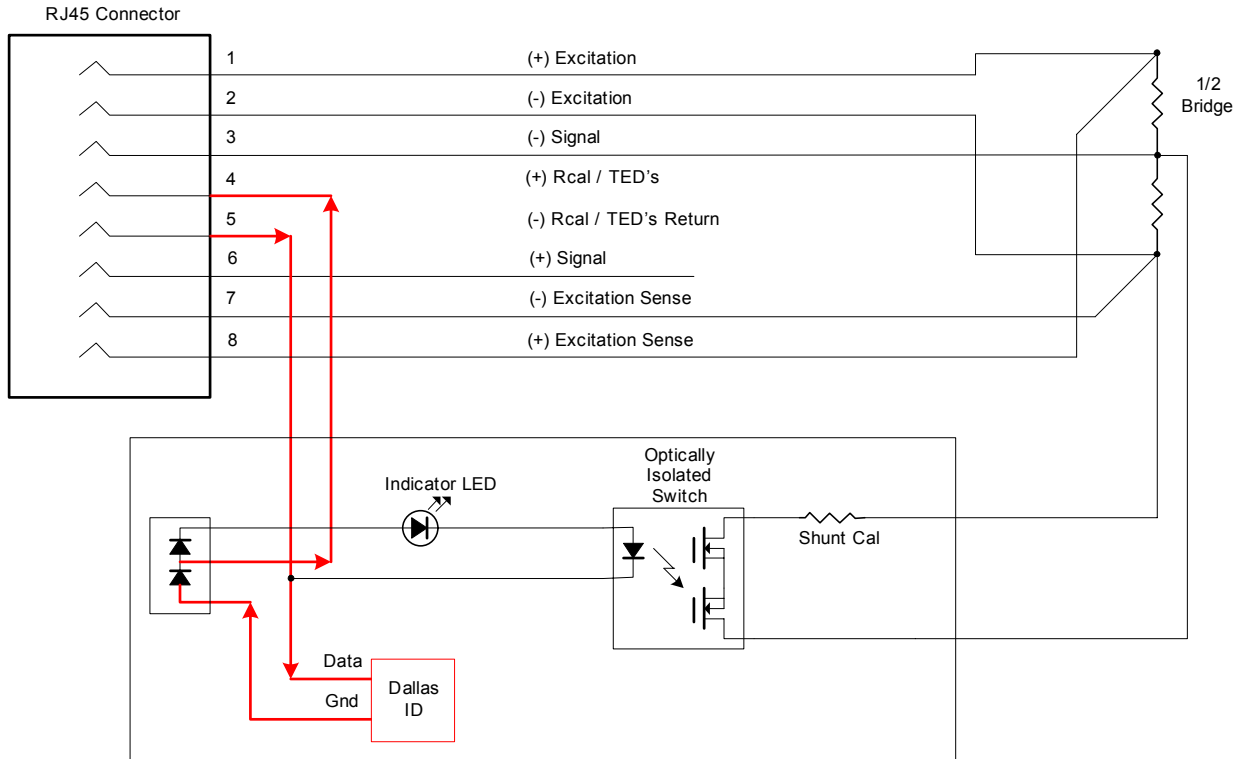 RJ45 Connector
1
(+) Excitation
2
(-) Excitation
3
(-) Signal
4
(+) Rcal / TED's
5
(-) Rcal / TED's Return
6
(+) Signal
7
(-) Excitation Sense
8
(+) Excitation Sense
1/2
Bridge
Indicator LED
Optically
Isolated
Switch
Shunt Cal
Data
Gnd
Dallas
ID